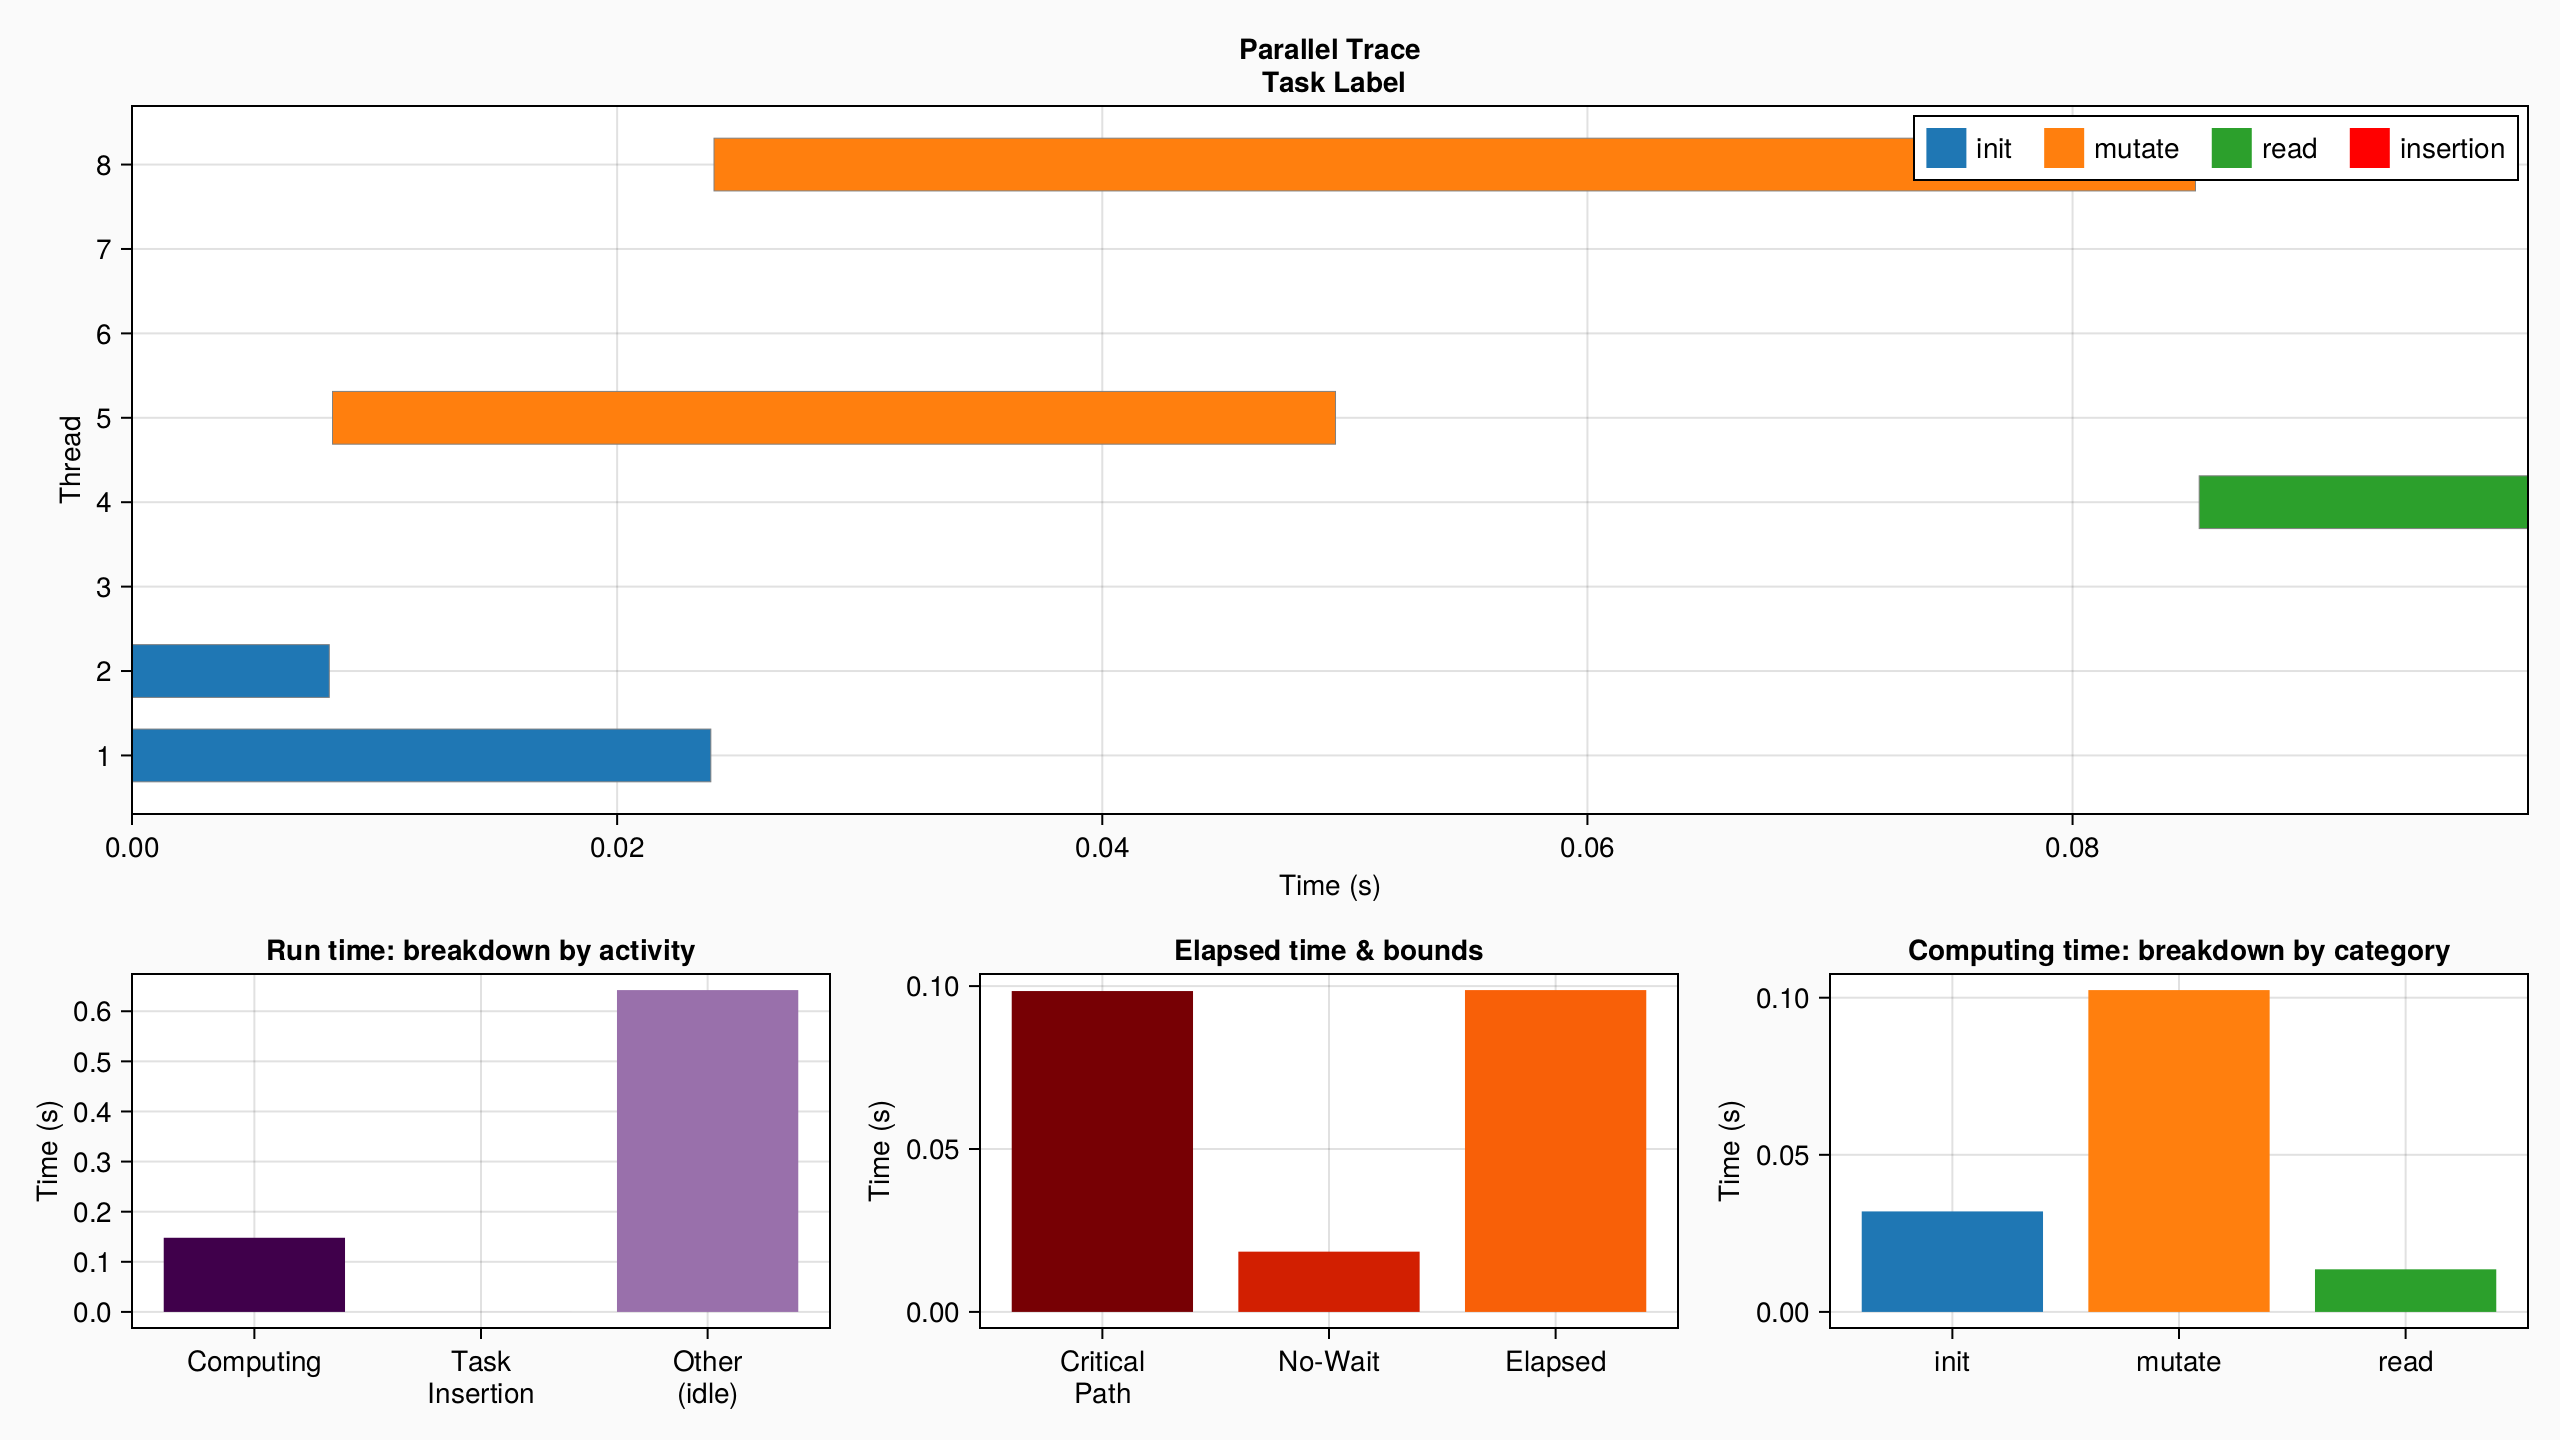 Parallel Trace
Task Label
init
mutate
read
insertion
Thread
8
7
6
5
4
3
2
1
0.00
0.02
0.04
0.06
0.08
Time (s)
Run time: breakdown by activity
Time (s)
0.6
0.5
0.4
0.3
0.2
0.1
0.0
Computing
Task
Insertion
Other
(idle)
Elapsed time & bounds
Time (s)
0.10
0.05
0.00
Critical
Path
No-Wait
Elapsed
Computing time: breakdown by category
Time (s)
0.10
0.05
0.00
init
mutate
read